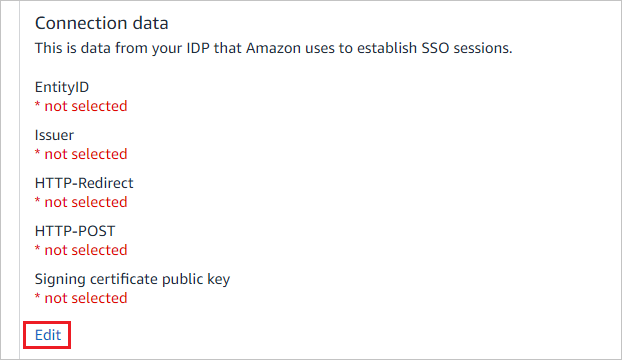 Connection data
This is data from your IDP that Amazon uses to establish SSO sessions.
EntityID
* not selected
Issuer
* not selected
HTTP-Redirect
* not selected
HTTP-POST
* not selected
Signing certificate public key
* not selected
Edit